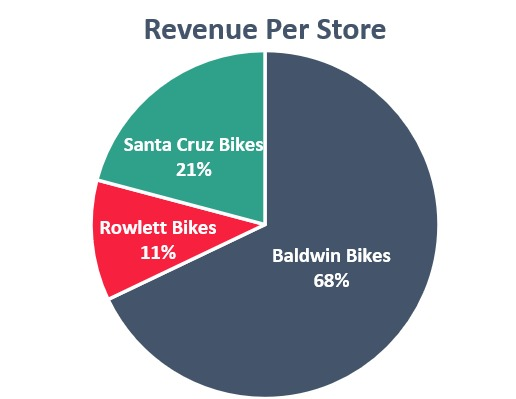 Revenue Per Store
Santa Cruz Bikes
21%
Rowlett Bikes
11%
Baldwin Bikes
68%